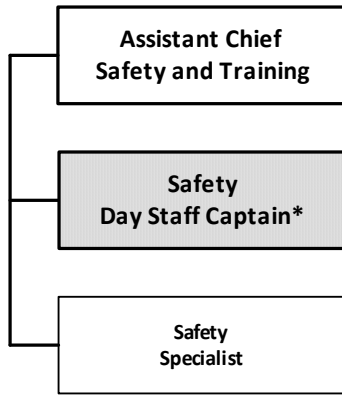 Assistant Chief
Safety and Training
Safety
Day Staff Captain*
Safety
Specialist